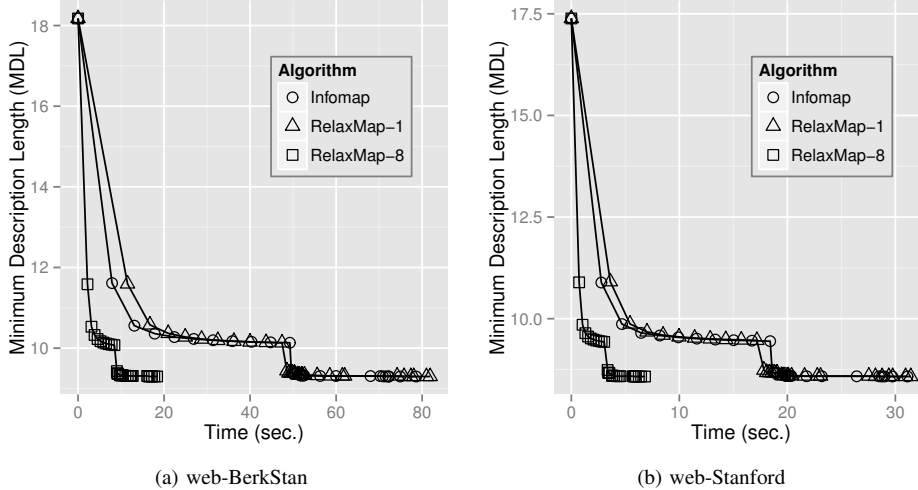 18
16
14
12
10
0
20
40
60
80
Minimum Description Length (MDL)
Time (sec.)
Algorithm
Infomap
RelaxMap−1
RelaxMap−8
(a) web-BerkStan
17.5
15.0
12.5
10.0
0
10
20
30
Minimum Description Length (MDL)
Time (sec.)
Algorithm
Infomap
RelaxMap−1
RelaxMap−8
(b) web-Stanford